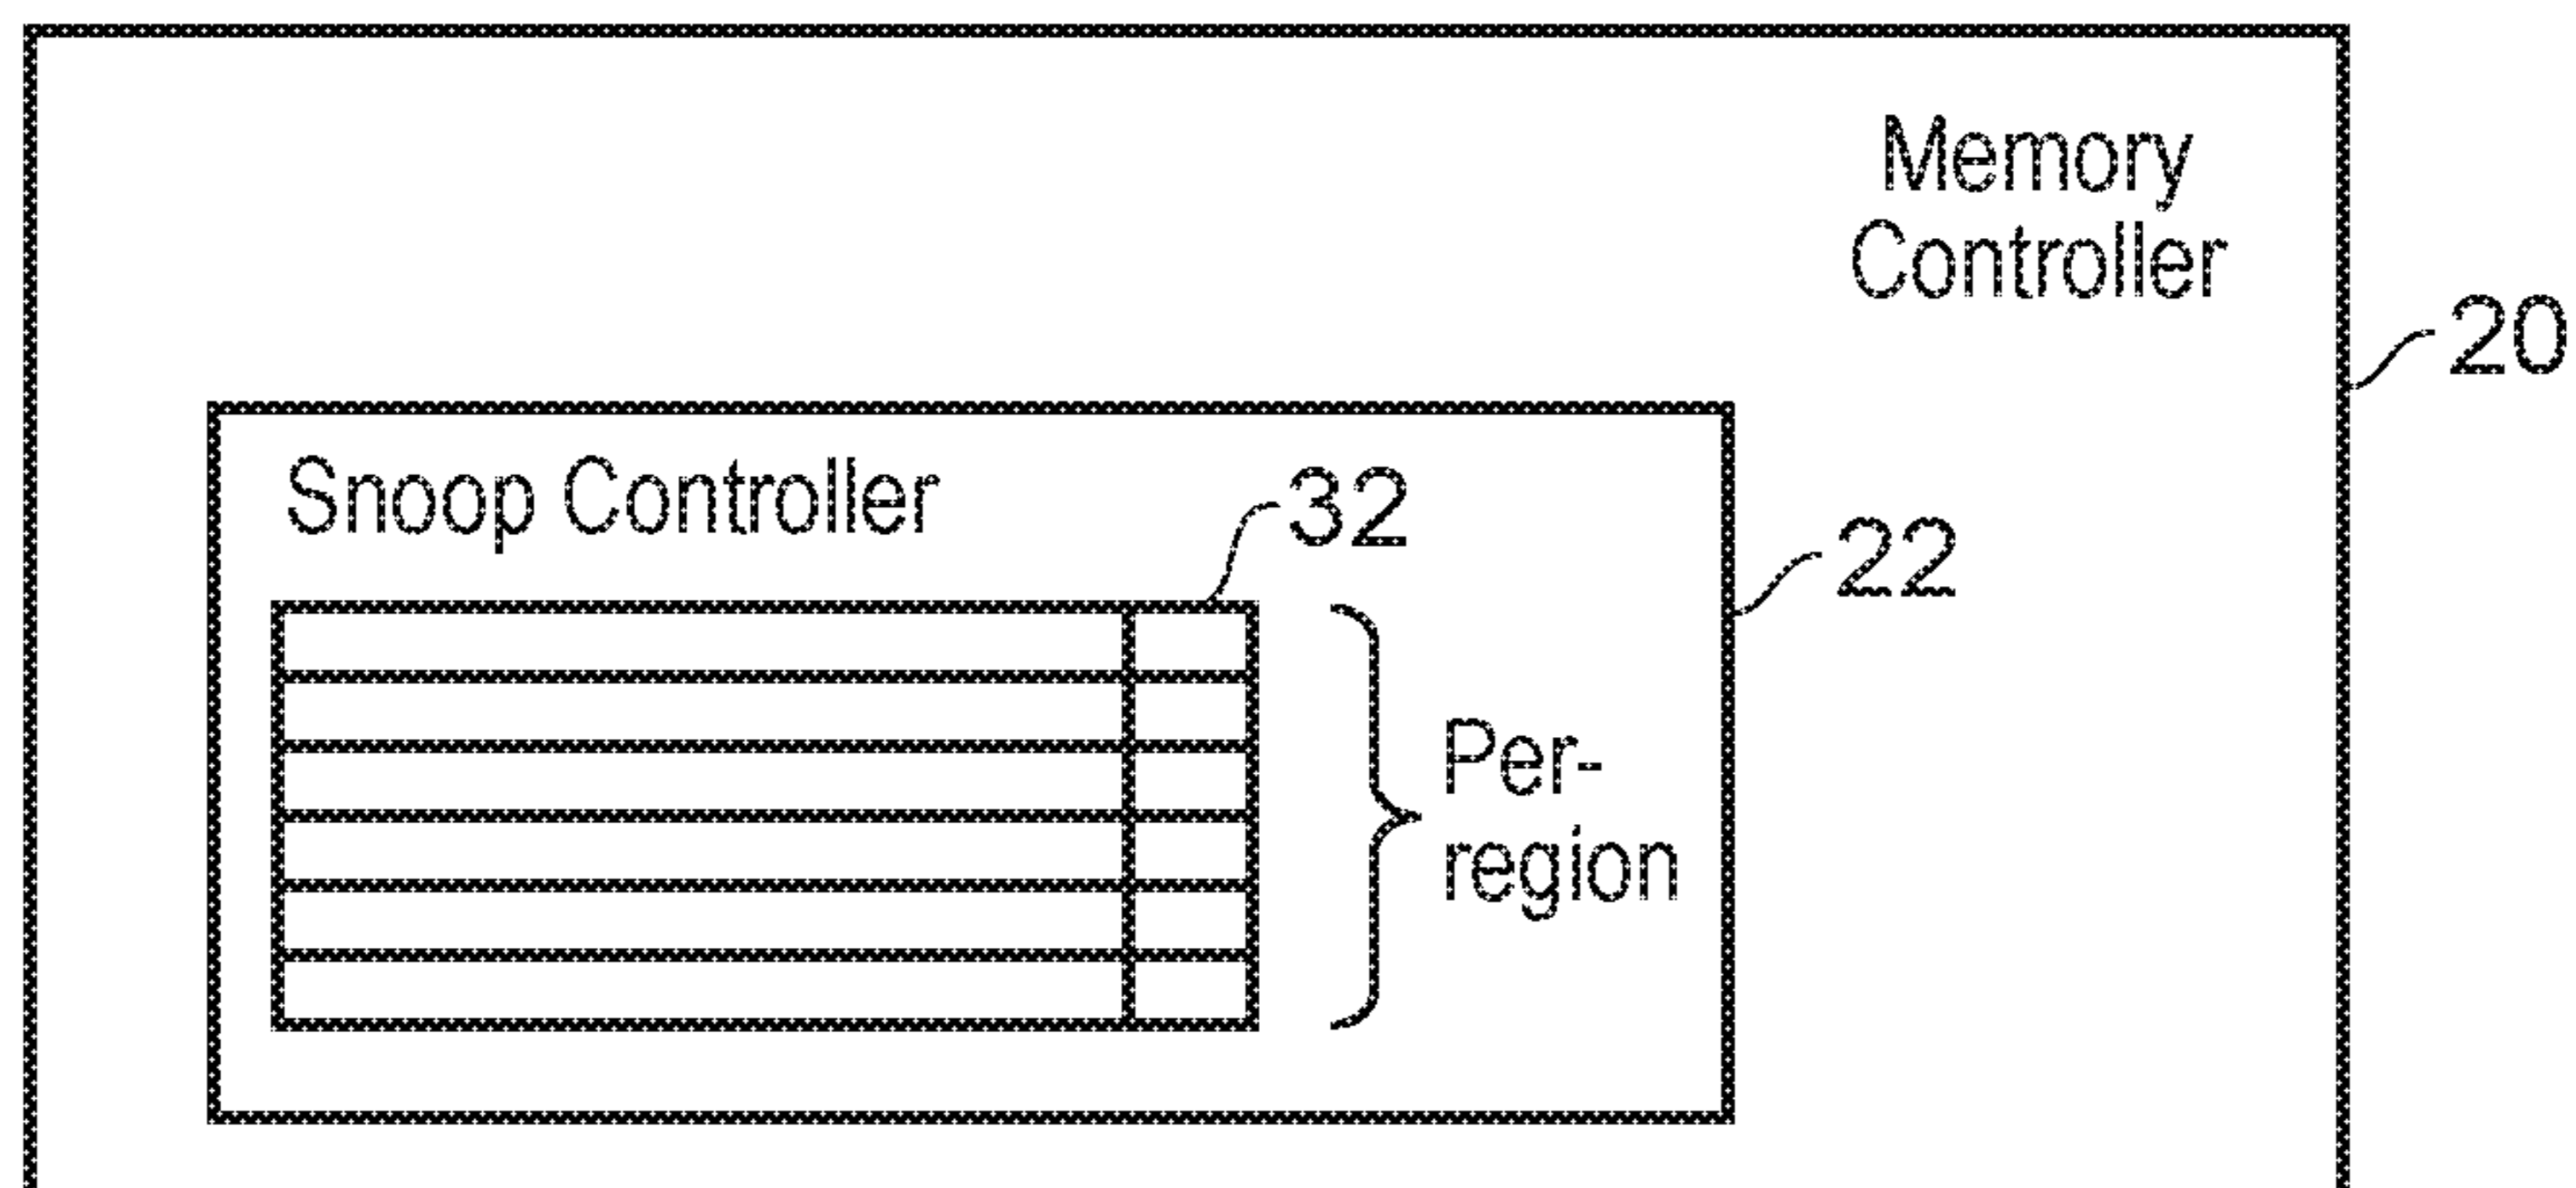 Memory
Controller
20
Snoop Controller
32
22
Per-
region